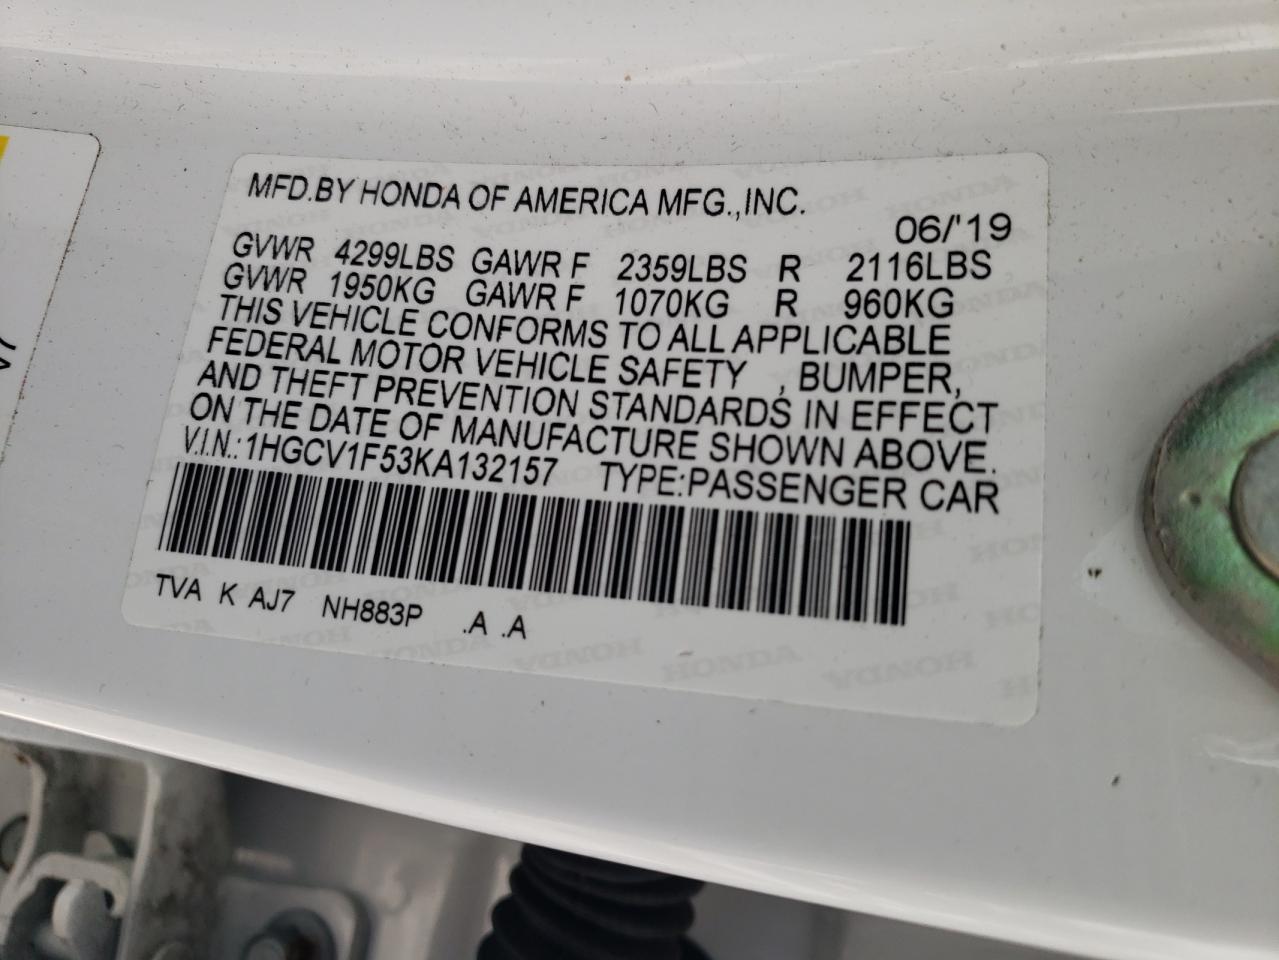 MFD.BY HONDA OF AMERICA MFG.,INC.
06/'19
GVWR 4299LBS GAWR F 2359LBS R 2116LBS
GVWR 1950KG GAWR F 1070KG R 960KG
THIS VEHICLE CONFORMS TO ALL APPLICABLE
FEDERAL MOTOR VEHICLE SAFETY , BUMPER,
AND THEFT PREVENTION STANDARDS IN EFFECT
ON THE DATE OF MANUFACTURE SHOWN ABOVE.
V.I.N.:1HGCV1F53KA132157 TYPE:PASSENGER CAR
TVA K AJ7 NH883P .A .A